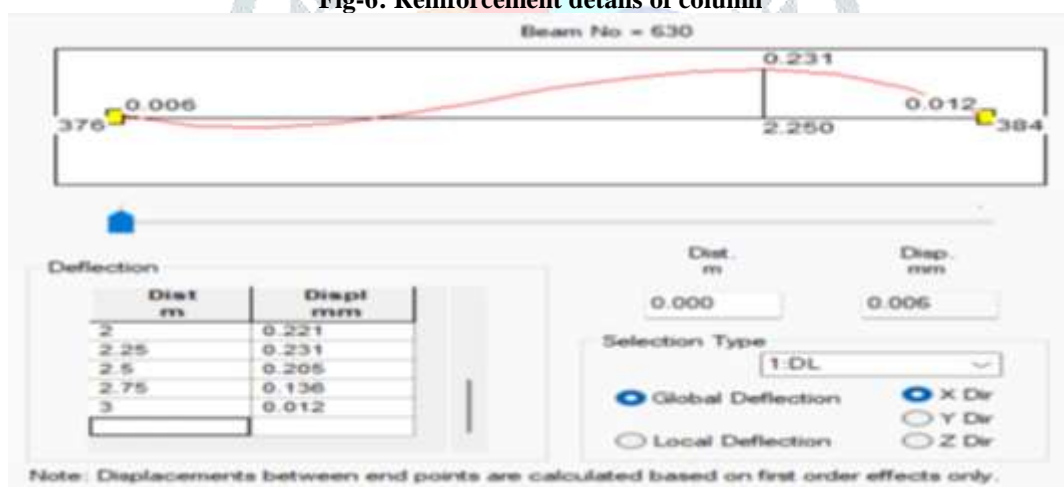 Fig-6: Reinforcement details of column
Beam No = 630
0.231
0.006
0.012
376
2.250
384
Deflection
Dist m Displ mm
2 0.221
2.25 0.231
2.5 0.205
2.75 0.136
3 0.012
Dist. m Disp. mm
0.000 0.006
Selection Type
1:DL
Global Deflection X Dir
Y Dir
Local Deflection Z Dir
Note: Displacements between end points are calculated based on first order effects only.